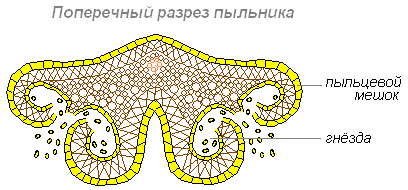 Поперечный разрез пыльника
пыльцевой
мешок
гнёзда